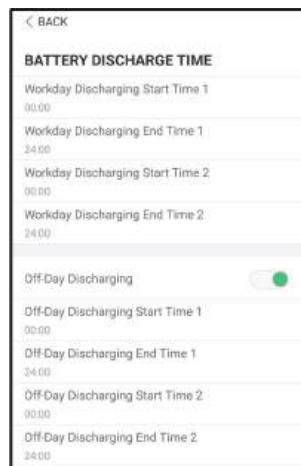 < BACK
BATTERY DISCHARGE TIME
Workday Discharging Start Time 1
00:00
Workday Discharging End Time 1
24:00
Workday Discharging Start Time 2
00:00
Workday Discharging End Time 2
24:00
Off-Day Discharging
Off-Day Discharging Start Time 1
00:00
Off-Day Discharging End Time 1
24:00
Off-Day Discharging Start Time 2
00:00
Off-Day Discharging End Time 2
24:00